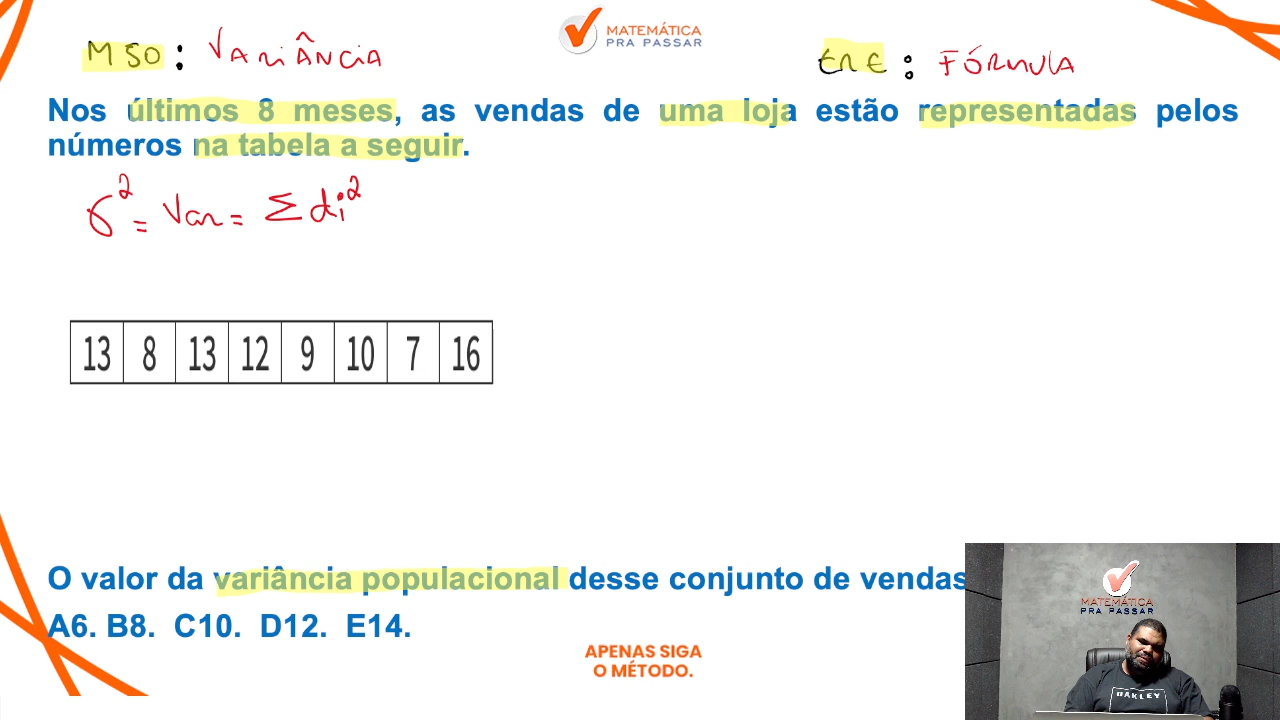 MATEMÁTICA
PRA PASSAR
MSO: VARIÂNCIA
ERE: FÓRMULA
Nos últimos 8 meses, as vendas de uma loja estão representadas pelos
números na tabela a seguir.
σ² = Var = Σ di²
13 8 13 12 9 10 7 16
O valor da variância populacional desse conjunto de vendas
A6. B8. C10. D12. E14.
APENAS SIGA
O MÉTODO.
MATEMÁTICA
PRA PASSAR
OAKLEY